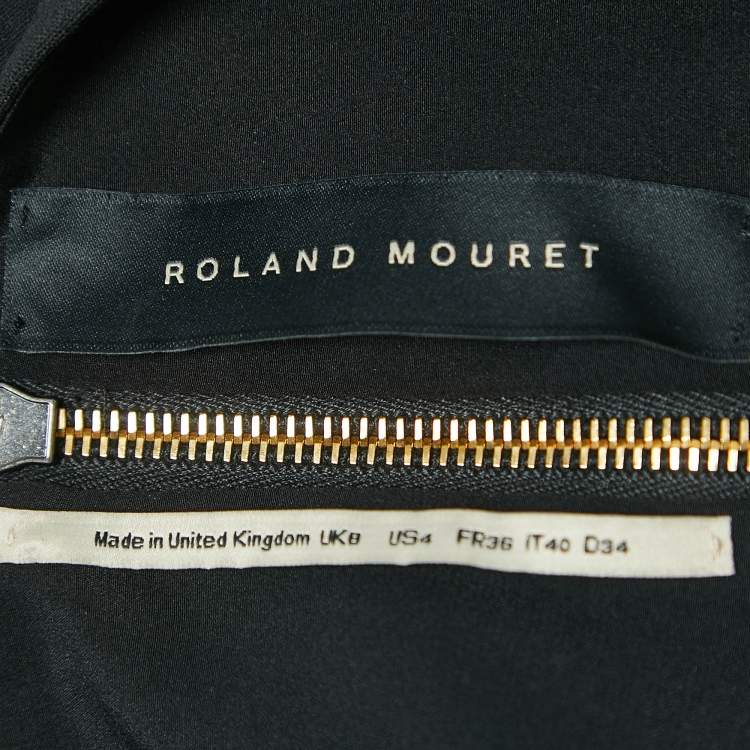 ROLAND MOURET
Made in United Kingdom UK8 US4 FR36 IT40 D34